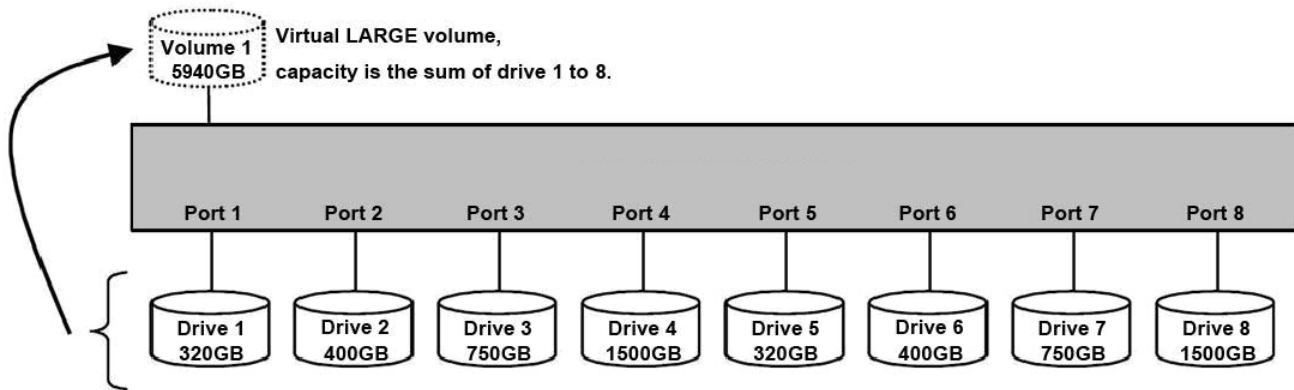 Volume 1
5940GB
Virtual LARGE volume,
capacity is the sum of drive 1 to 8.
Port 1 Port 2 Port 3 Port 4 Port 5 Port 6 Port 7 Port 8
Drive 1 Drive 2 Drive 3 Drive 4 Drive 5 Drive 6 Drive 7 Drive 8
320GB 400GB 750GB 1500GB 320GB 400GB 750GB 1500GB